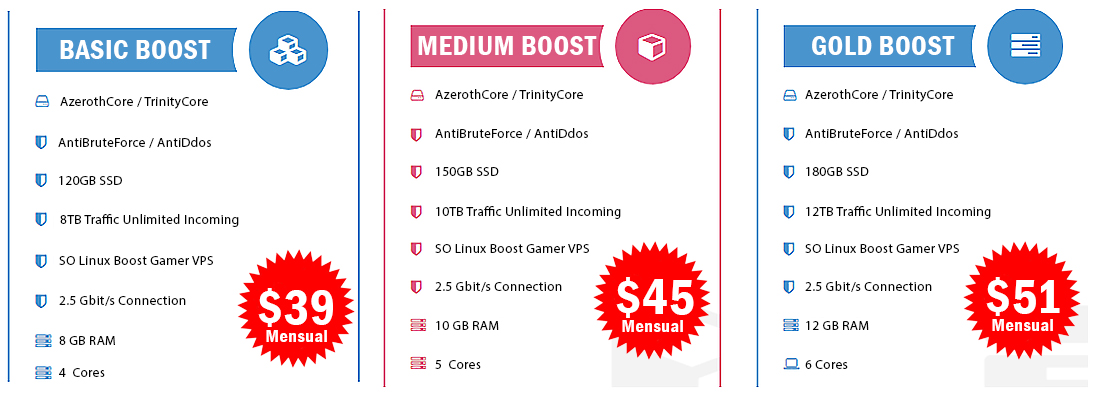 BASIC BOOST
AzerothCore / TrinityCore
AntiBruteForce / AntiDdos
120GB SSD
8TB Traffic Unlimited Incoming
SO Linux Boost Gamer VPS
2.5 Gbit/s Connection
8 GB RAM
4 Cores
$39
Mensual
MEDIUM BOOST
AzerothCore / TrinityCore
AntiBruteForce / AntiDdos
150GB SSD
10TB Traffic Unlimited Incoming
SO Linux Boost Gamer VPS
2.5 Gbit/s Connection
10 GB RAM
5 Cores
$45
Mensual
GOLD BOOST
AzerothCore / TrinityCore
AntiBruteForce / AntiDdos
180GB SSD
12TB Traffic Unlimited Incoming
SO Linux Boost Gamer VPS
2.5 Gbit/s Connection
12 GB RAM
6 Cores
$51
Mensual